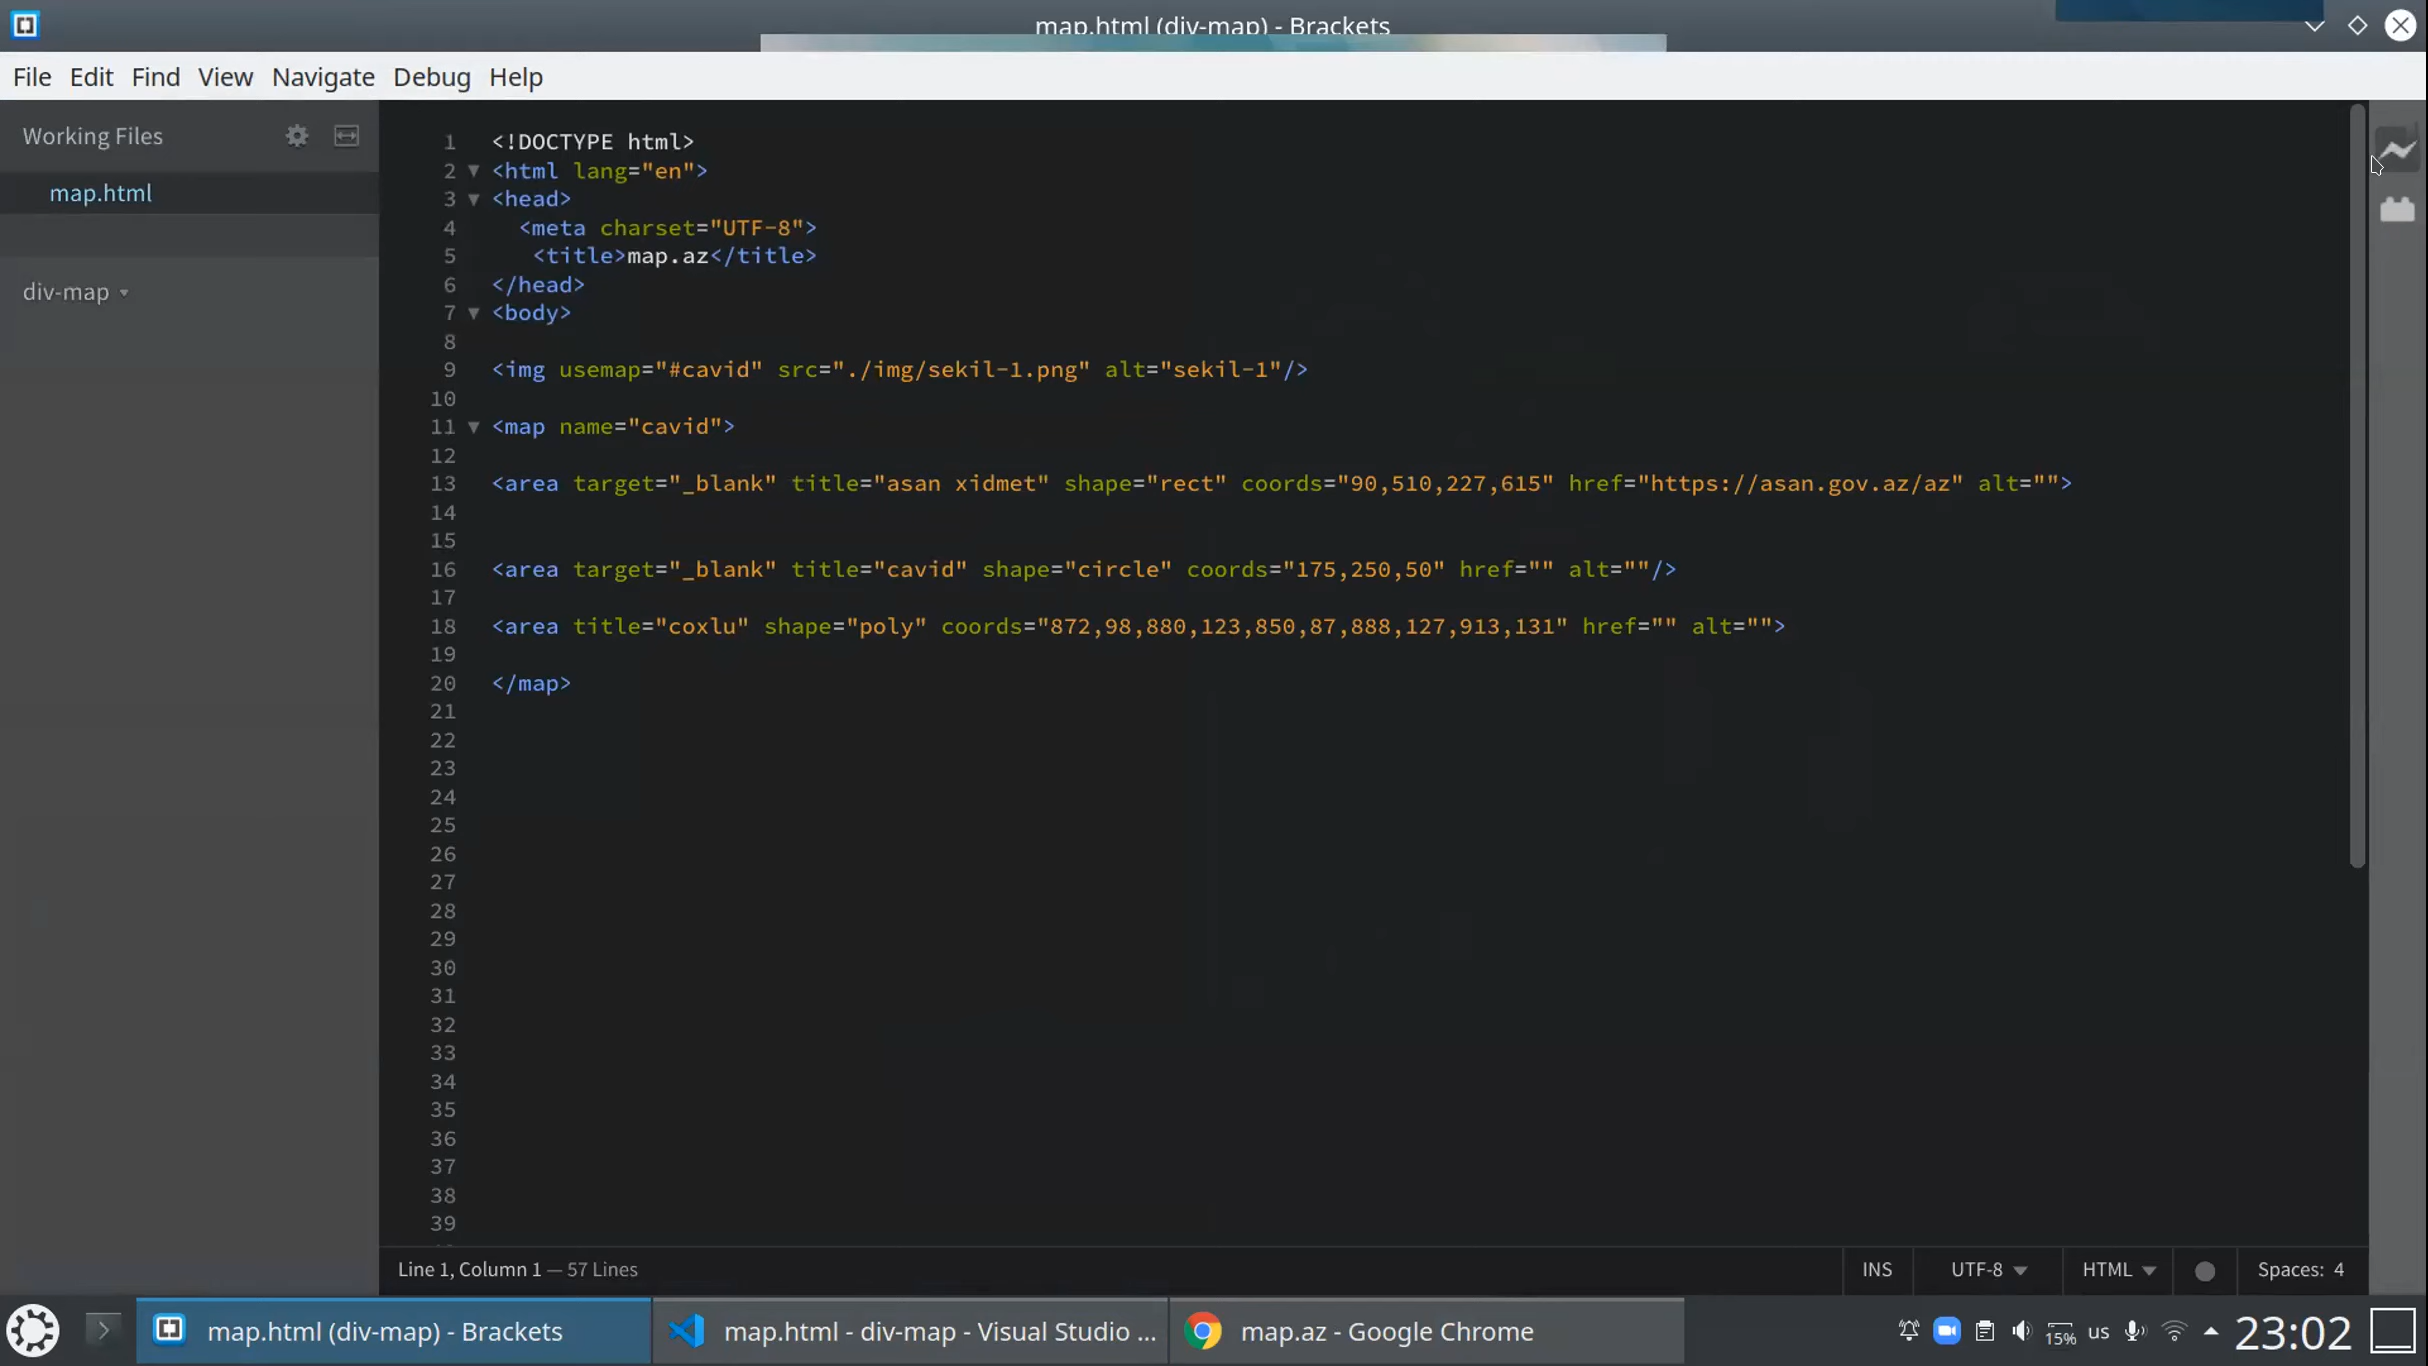 map.html (div-map) - Brackets
File Edit Find View Navigate Debug Help
Working Files
map.html
div-map
1 <!DOCTYPE html>
2 <html lang="en">
3 <head>
4 <meta charset="UTF-8">
5 <title>map.az</title>
6 </head>
7 <body>
8
9 <img usemap="#cavid" src="./img/sekil-1.png" alt="sekil-1"/>
10
11 <map name="cavid">
12
13 <area target="_blank" title="asan xidmet" shape="rect" coords="90,510,227,615" href="https://asan.gov.az/az" alt="">
14
15
16 <area target="_blank" title="cavid" shape="circle" coords="175,250,50" href="" alt=""/>
17
18 <area title="coxlu" shape="poly" coords="872,98,880,123,850,87,888,127,913,131" href="" alt="">
19
20 </map>
21
22
23
24
25
26
27
28
29
30
31
32
33
34
35
36
37
38
39
Line 1, Column 1 — 57 Lines INS UTF-8 HTML Spaces: 4
map.html (div-map) - Brackets map.html - div-map - Visual Studio ... map.az - Google Chrome 15% us 23:02